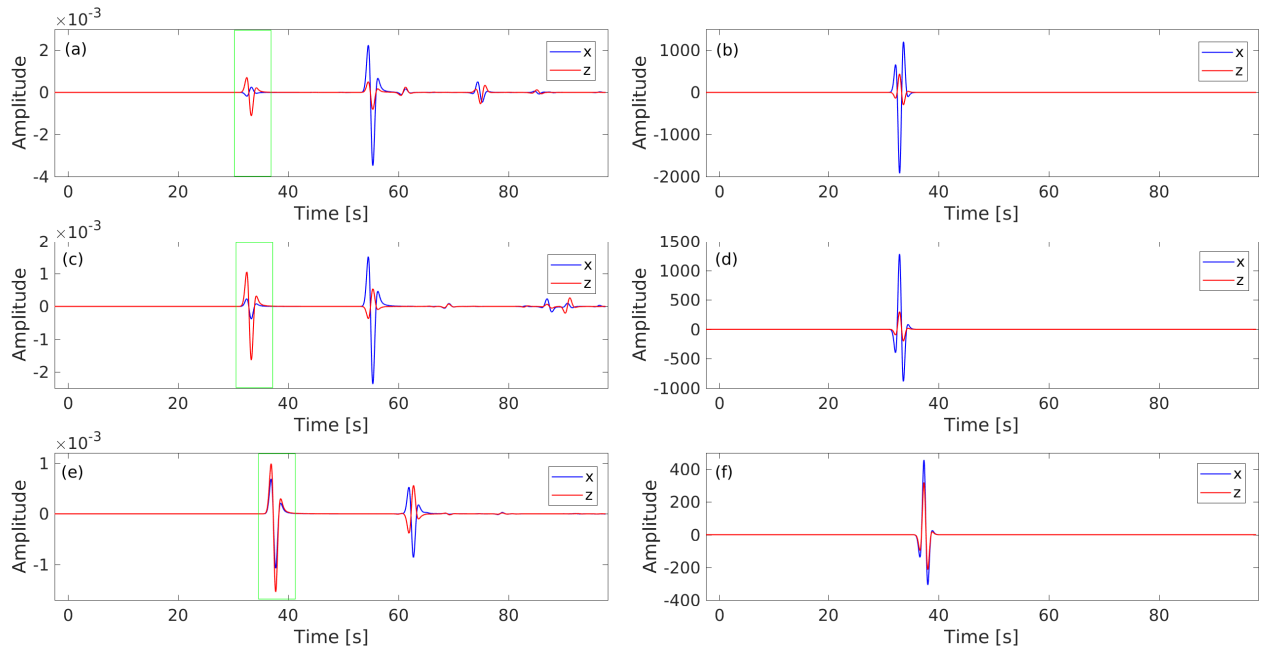 ×10⁻³
(a)
x
z
2
0
-2
-4
Amplitude
0 20 40 60 80
Time [s]
(b)
x
z
1000
0
-1000
-2000
Amplitude
0 20 40 60 80
Time [s]
×10⁻³
(c)
x
z
2
1
0
-1
-2
Amplitude
0 20 40 60 80
Time [s]
(d)
x
z
1500
1000
500
0
-500
-1000
Amplitude
0 20 40 60 80
Time [s]
×10⁻³
(e)
x
z
1
0
-1
Amplitude
0 20 40 60 80
Time [s]
(f)
x
z
400
200
0
-200
-400
Amplitude
0 20 40 60 80
Time [s]